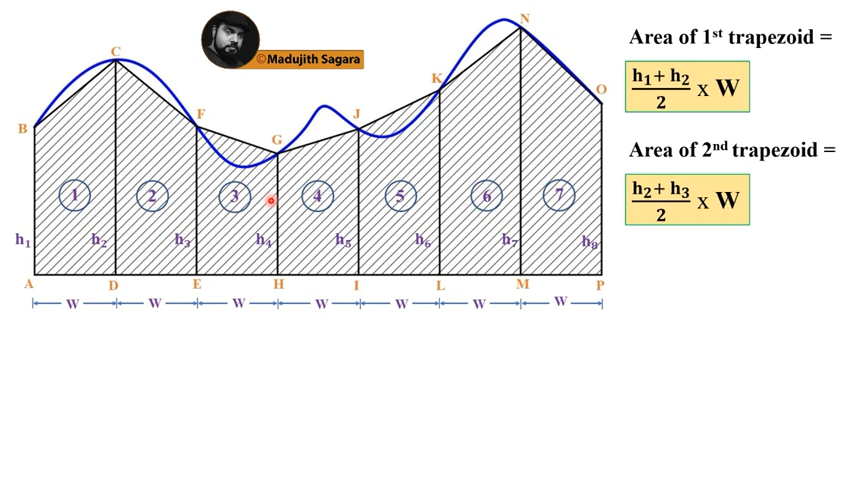 ©Madujith Sagara
Area of 1st trapezoid =
h₁+ h₂
2
x W
Area of 2nd trapezoid =
h₂+ h₃
2
x W
N
C
K
O
B
F
G
J
1
2
3
4
5
6
7
h₁
h₂
h₃
h₄
h₅
h₆
h₇
h₈
A D E H I L M P
W W W W W W W